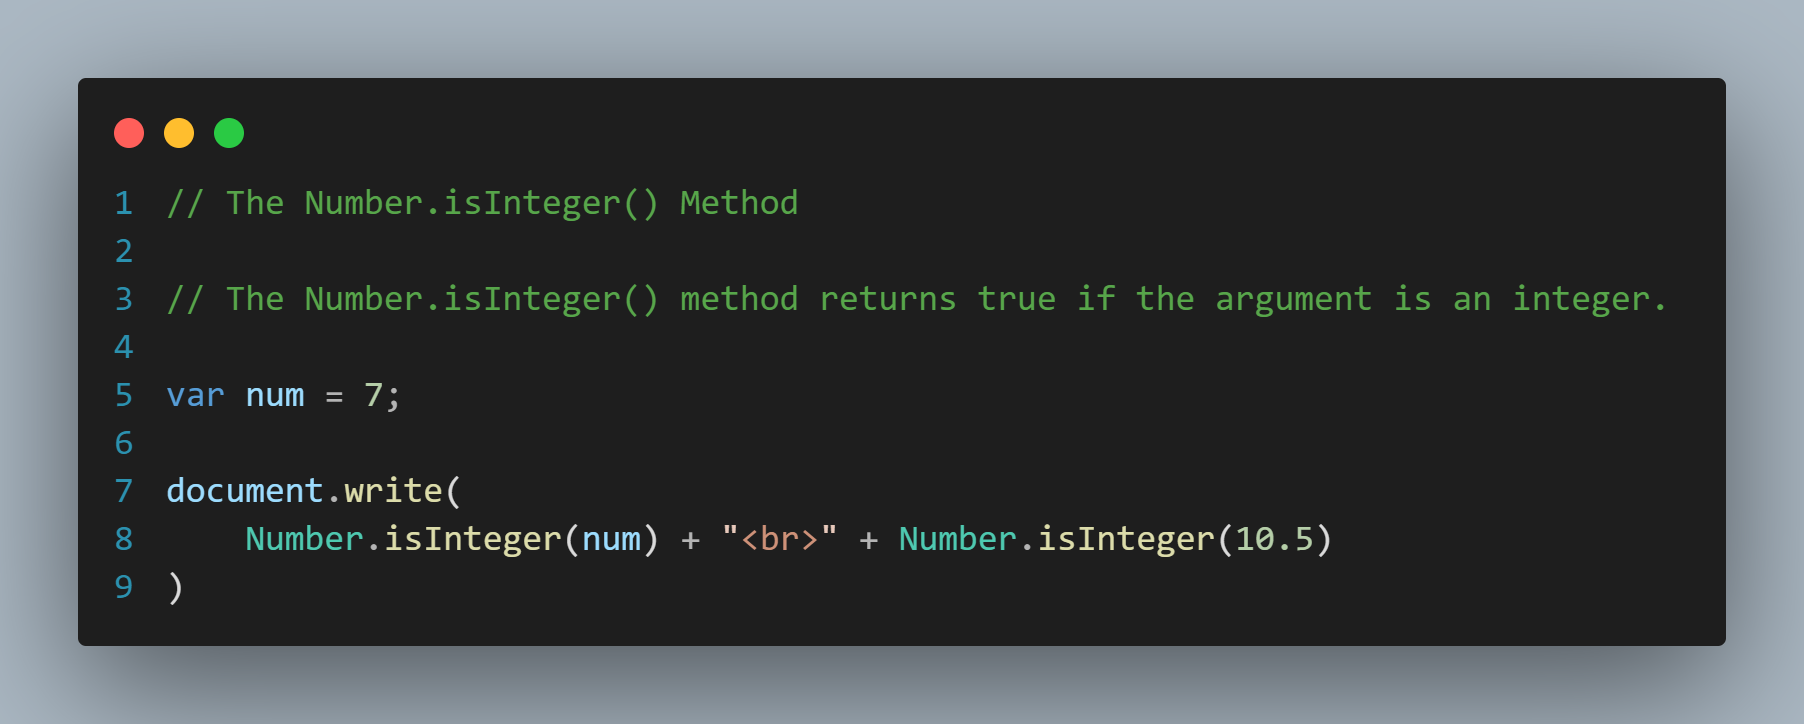 1 // The Number.isInteger() Method
2
3 // The Number.isInteger() method returns true if the argument is an integer.
4
5 var num = 7;
6
7 document.write(
8     Number.isInteger(num) + "<br>" + Number.isInteger(10.5)
9 )